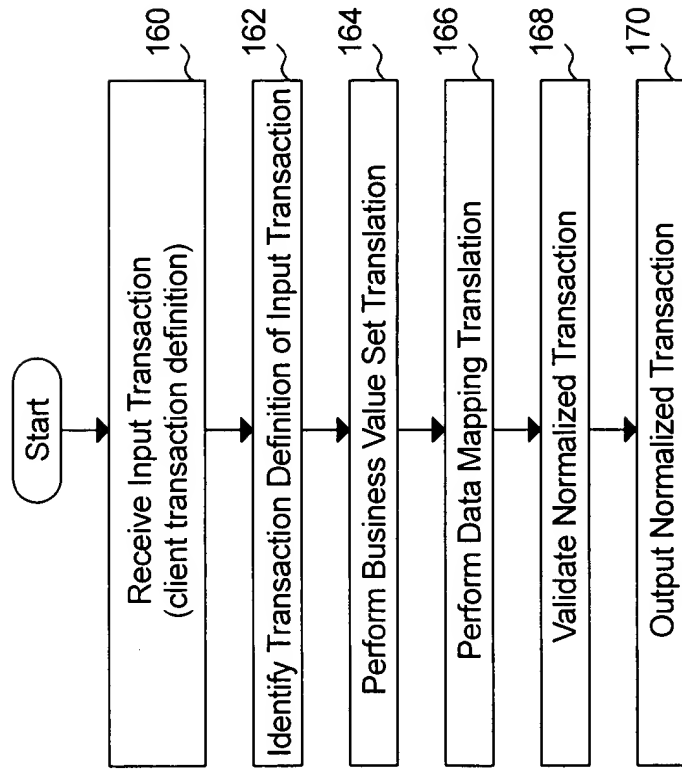 Start
Receive Input Transaction
(client transaction definition)
160
Identify Transaction Definition of Input Transaction
162
Perform Business Value Set Translation
164
Perform Data Mapping Translation
166
Validate Normalized Transaction
168
Output Normalized Transaction
170